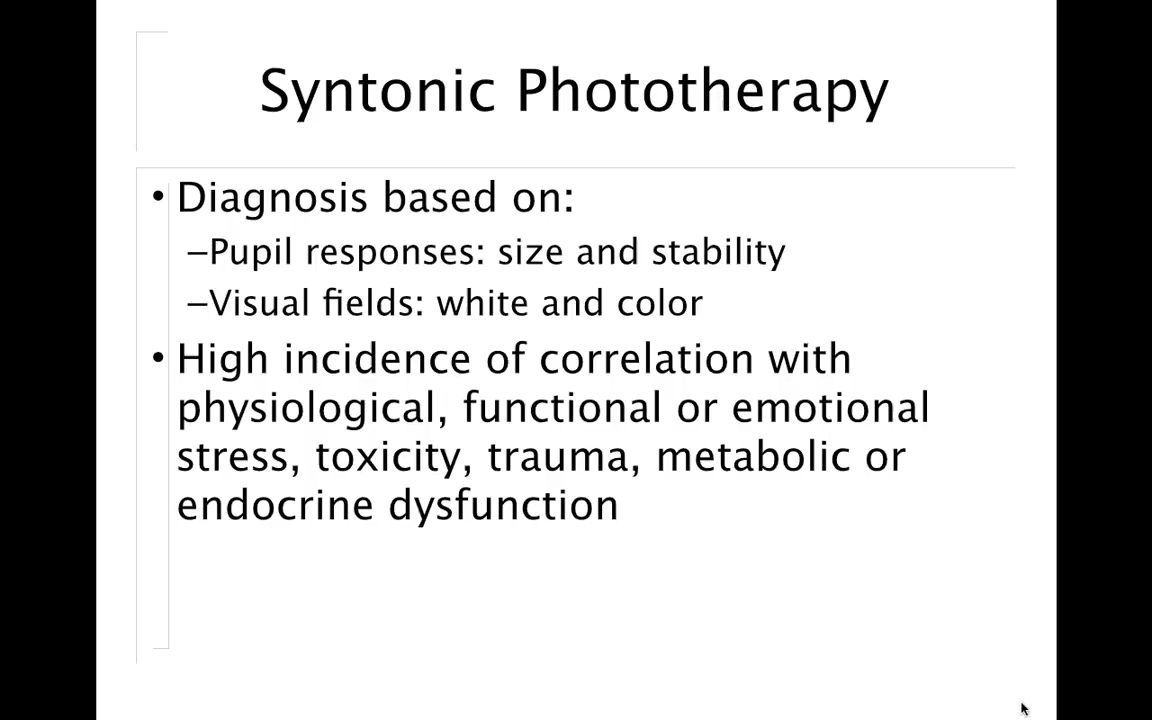 Syntonic Phototherapy
• Diagnosis based on:
–Pupil responses: size and stability
–Visual fields: white and color
• High incidence of correlation with
physiological, functional or emotional
stress, toxicity, trauma, metabolic or
endocrine dysfunction